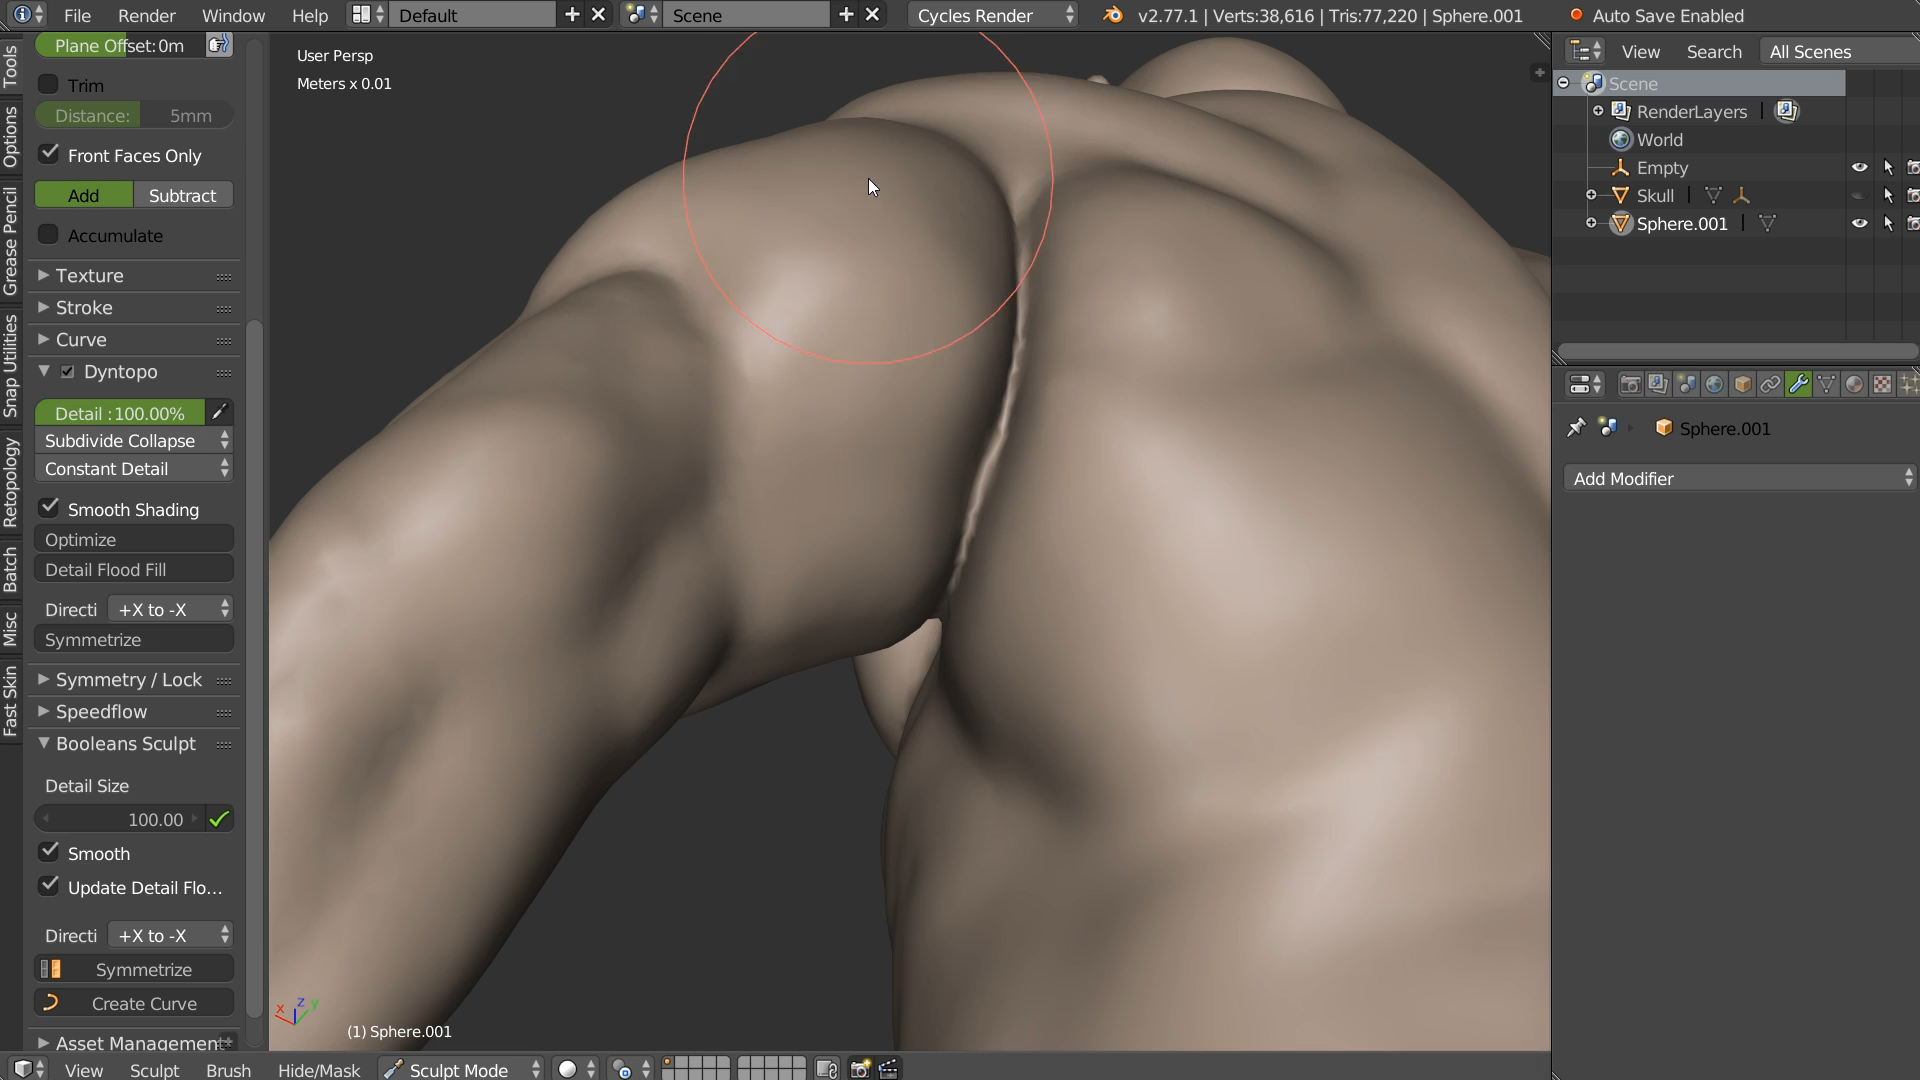 File Render Window Help Default Scene Cycles Render v2.77.1 | Verts:38,616 | Tris:77,220 | Sphere.001 Auto Save Enabled
Plane Offset: 0m
Trim
Distance: 5mm
Front Faces Only
Add Subtract
Accumulate
Texture
Stroke
Curve
Dyntopo
Detail :100.00%
Subdivide Collapse
Constant Detail
Smooth Shading
Optimize
Detail Flood Fill
Directi +X to -X
Symmetrize
Symmetry / Lock
Speedflow
Booleans Sculpt
Detail Size
100.00
Smooth
Update Detail Flo...
Directi +X to -X
Symmetrize
Create Curve
Asset Management
Tools
Options
Grease Pencil
Snap Utilities
Retopology
Batch
Misc
Fast Skin
User Persp
Meters x 0.01
x z y
(1) Sphere.001
View Sculpt Brush Hide/Mask Sculpt Mode
View Search All Scenes
Scene
RenderLayers |
World
Empty
Skull |
Sphere.001 |
Sphere.001
Add Modifier